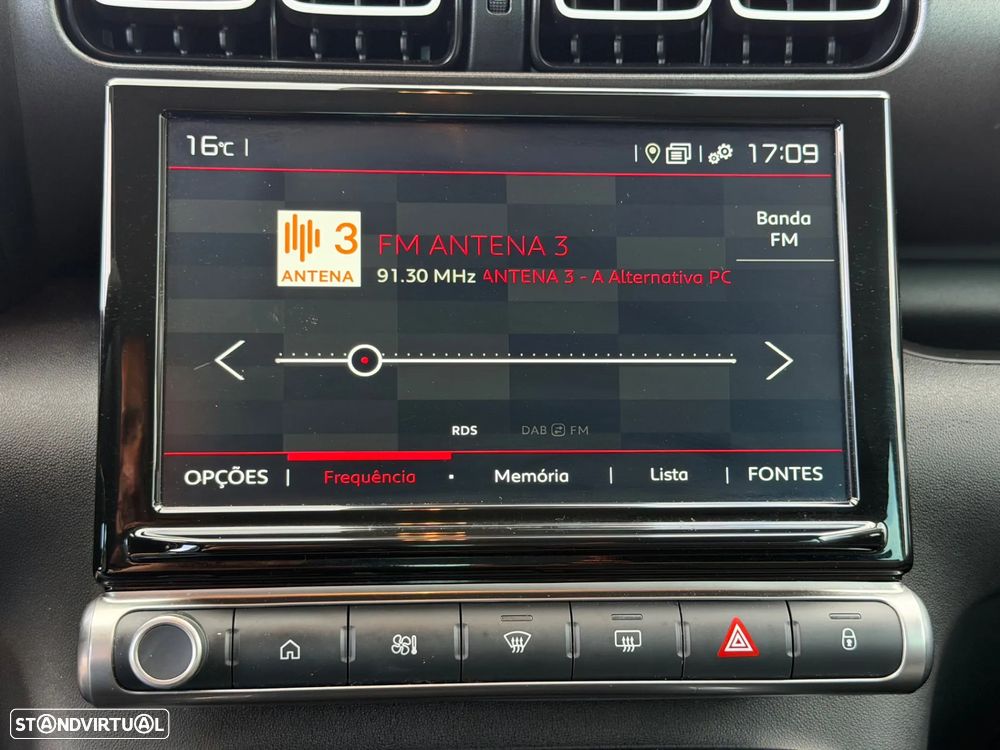 16°C
17:09
Banda
FM
3
ANTENA
FM ANTENA 3
91.30 MHz ANTENA 3 - A Alternativa PC
RDS DAB FM
OPÇÕES | Frequência Memória | Lista | FONTES
STANDVIRTUAL